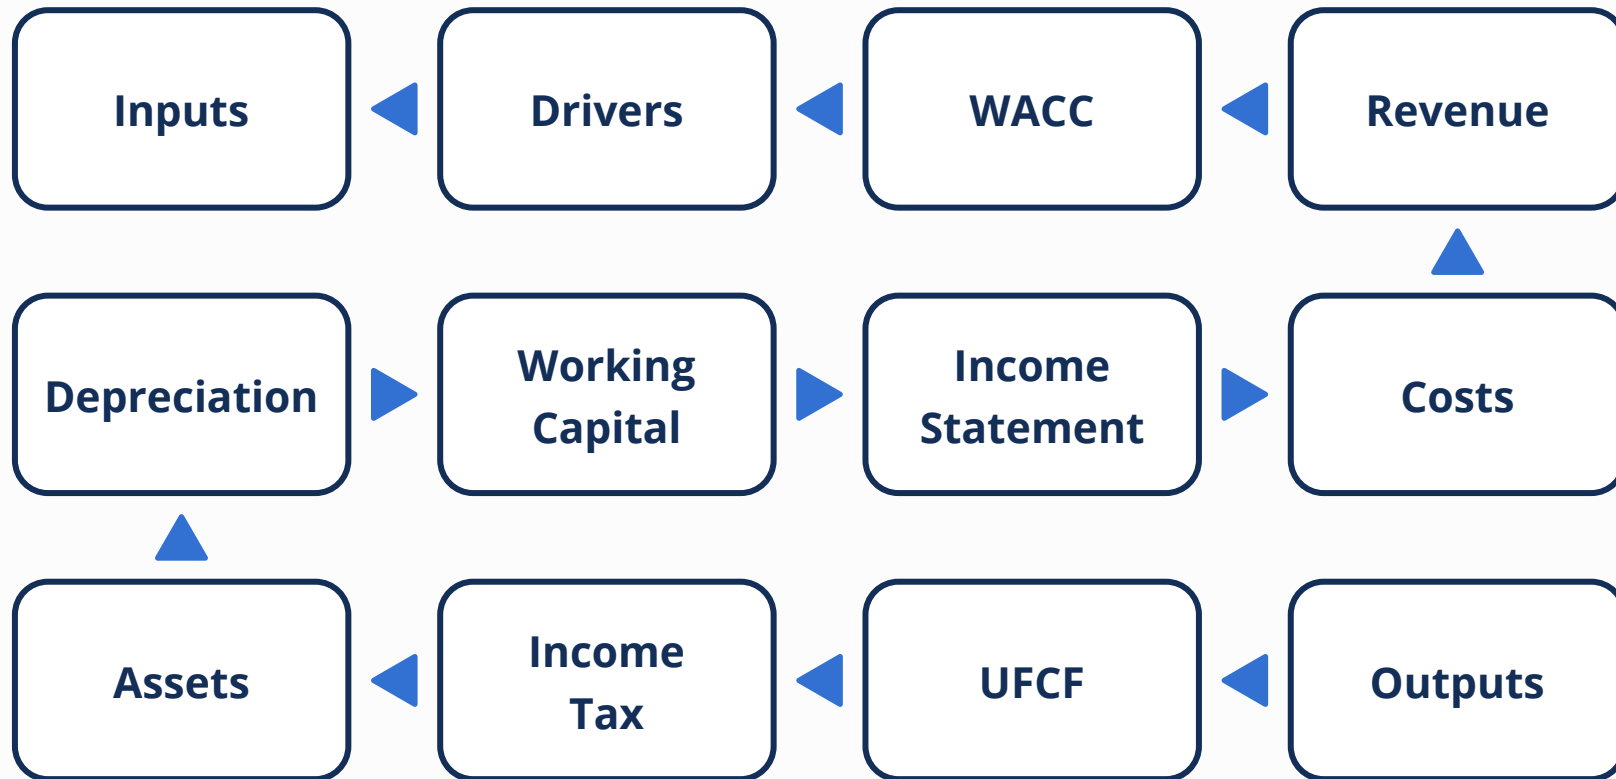 Inputs
Drivers
WACC
Revenue
Depreciation
Working
Capital
Income
Statement
Costs
Assets
Income
Tax
UFCF
Outputs